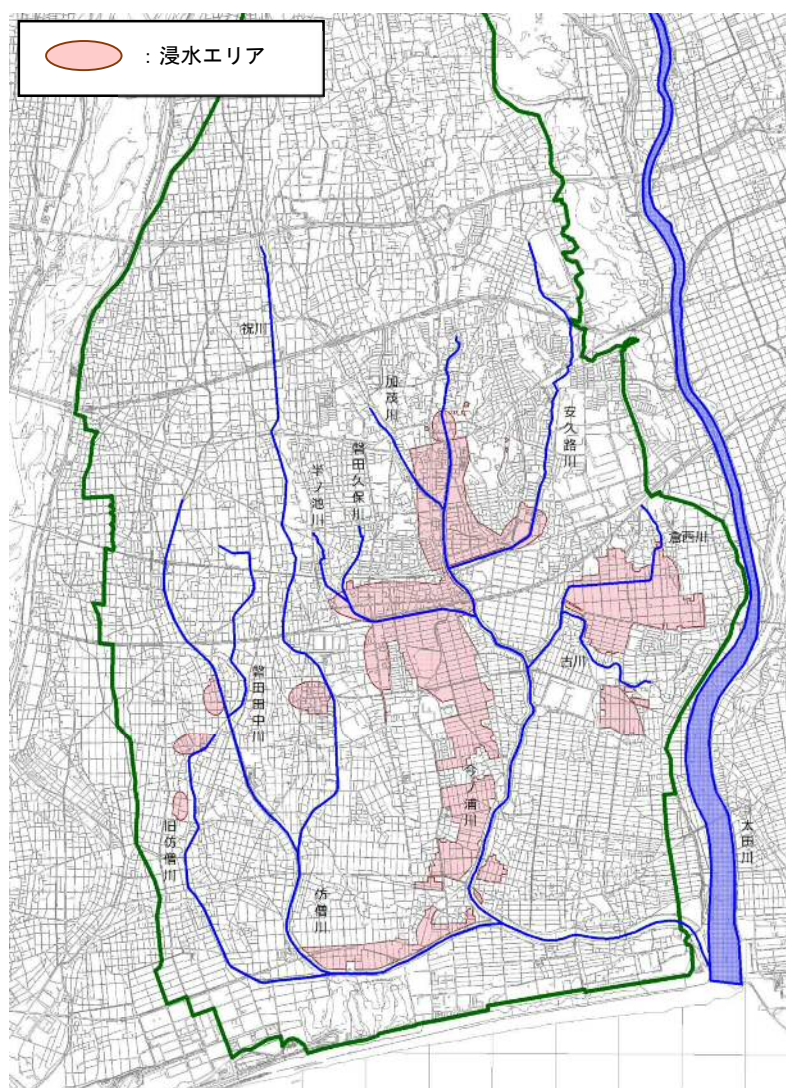 ：浸水エリア
祝川
加茂川
安久路川
磐田久保川
半ノ池川
倉西川
古川
磐田田中川
今ノ浦川
太田川
旧仿僧川
仿僧川